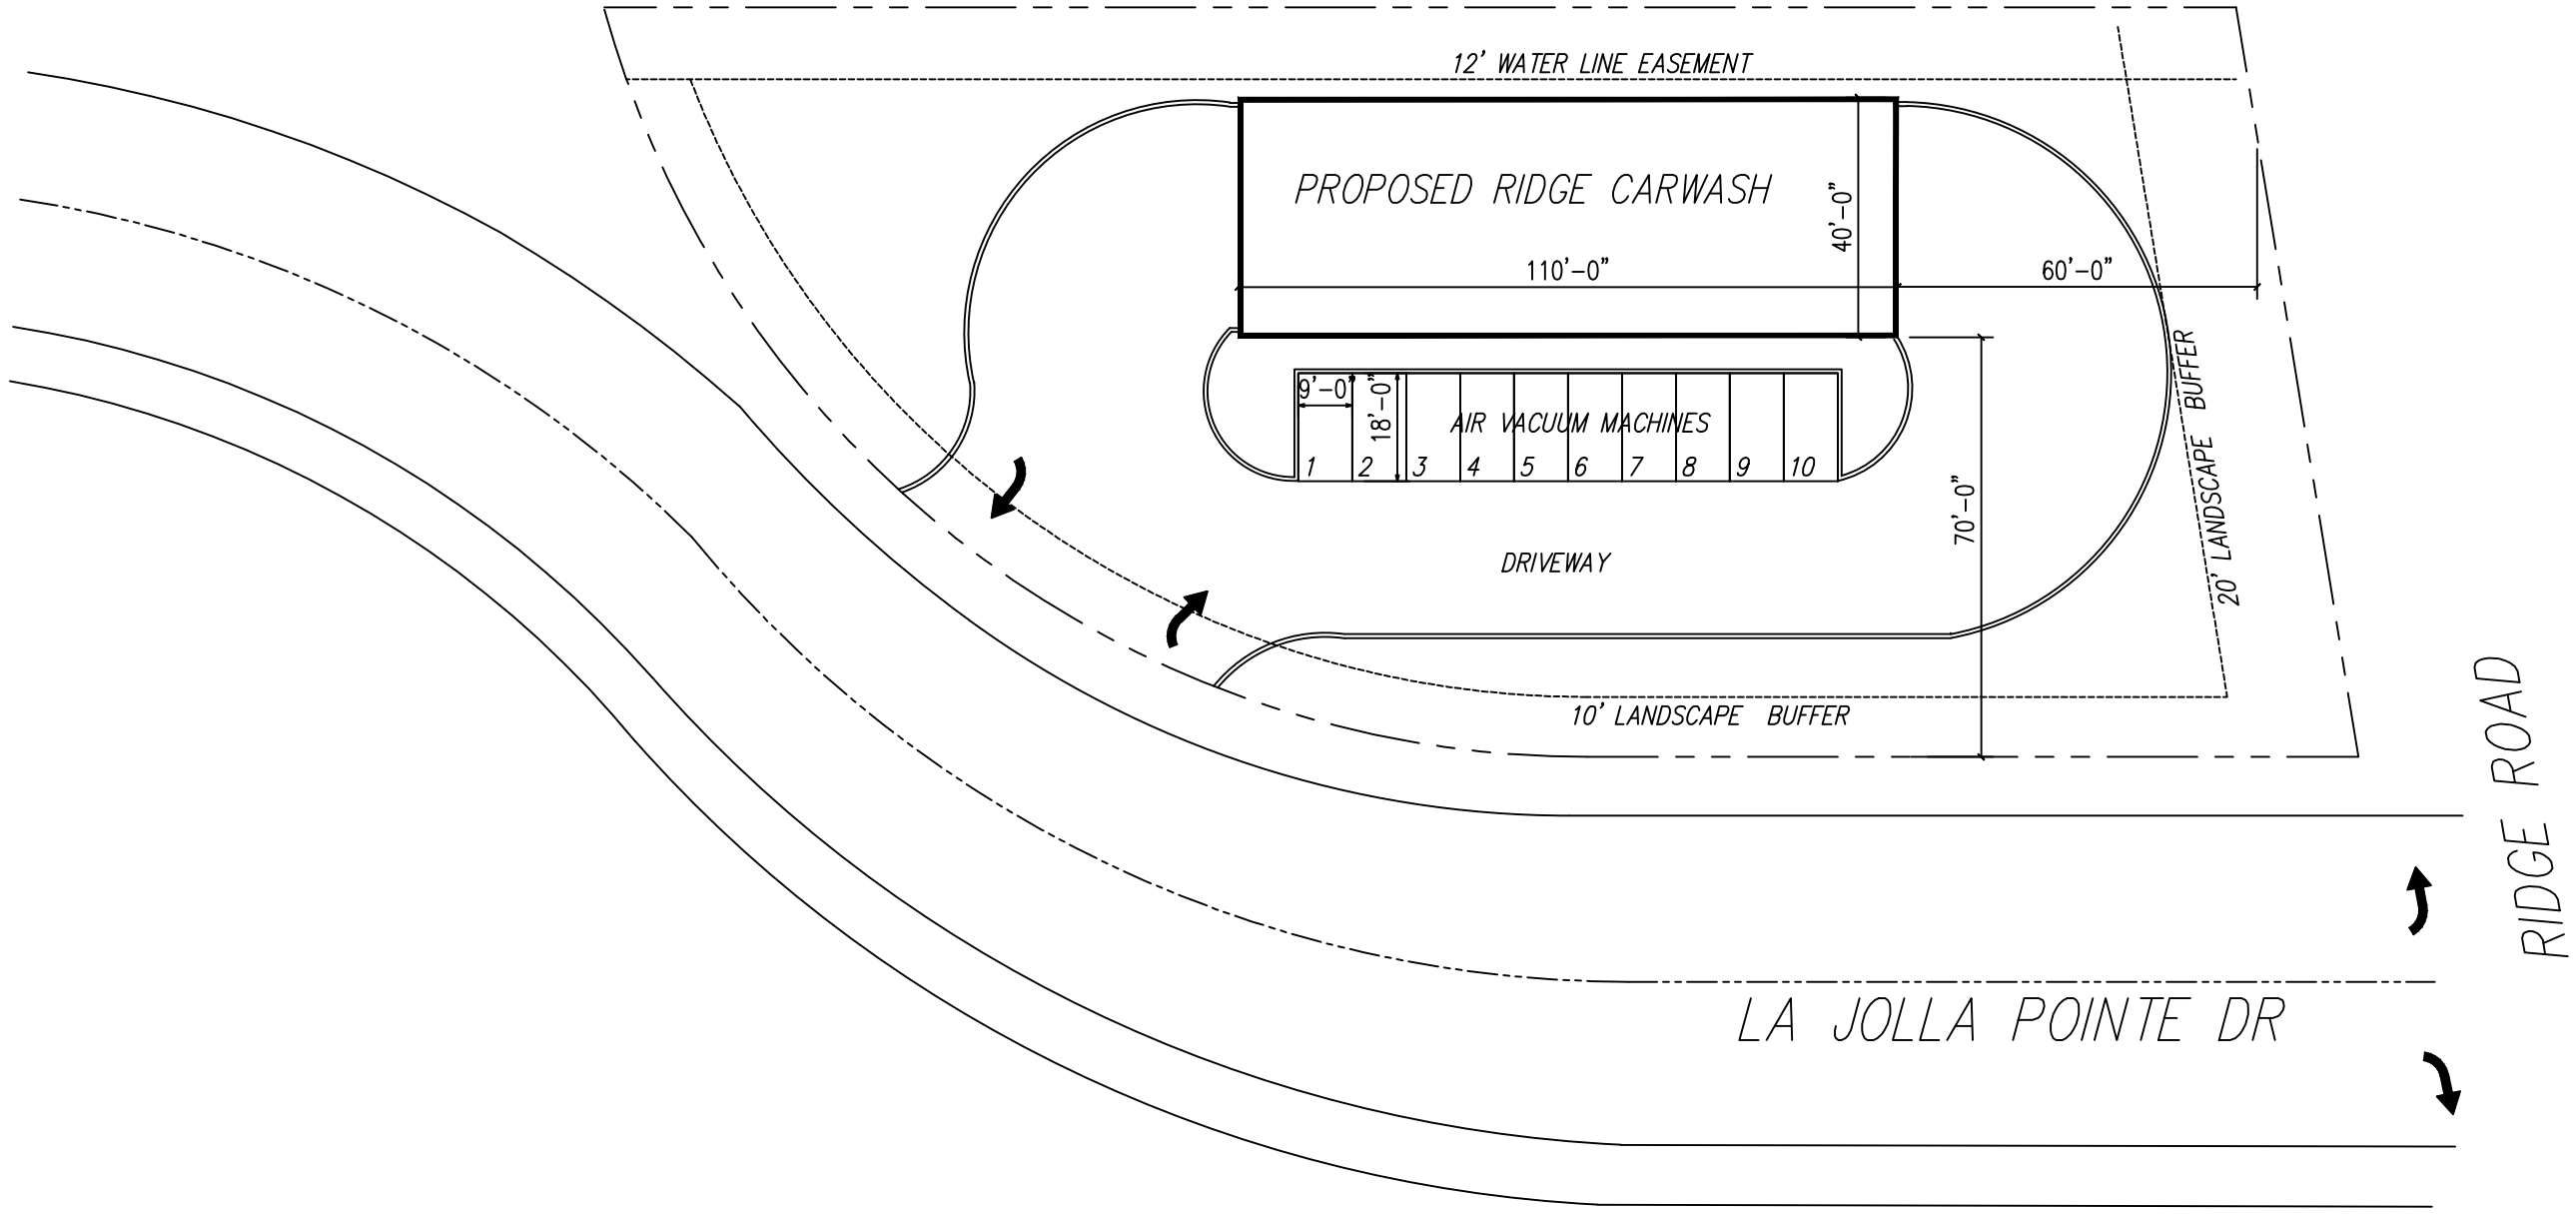 12' WATER LINE EASEMENT
PROPOSED RIDGE CARWASH
40'-0"
110'-0"
60'-0"
9'-0"
18'-0"
AIR VACUUM MACHINES
1 2 3 4 5 6 7 8 9 10
70'-0"
20' LANDSCAPE BUFFER
DRIVEWAY
10' LANDSCAPE BUFFER
RIDGE ROAD
LA JOLLA POINTE DR